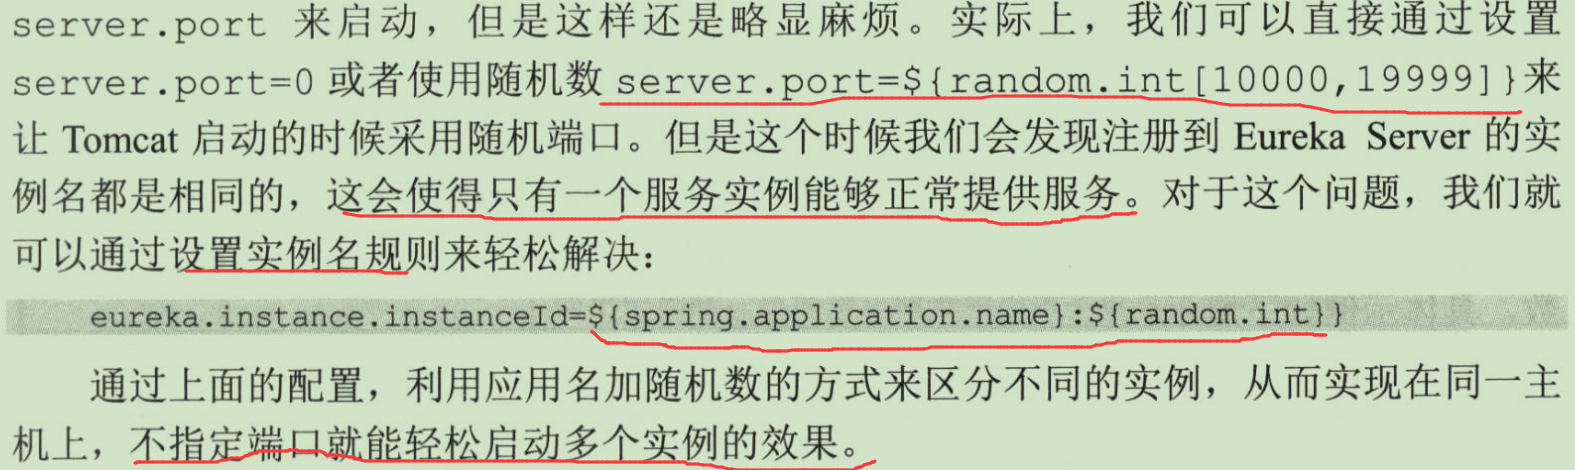 server.port 来启动，但是这样还是略显麻烦。实际上，我们可以直接通过设置
server.port=0 或者使用随机数 server.port=${random.int[10000,19999]}来
让 Tomcat 启动的时候采用随机端口。但是这个时候我们会发现注册到 Eureka Server 的实
例名都是相同的，这会使得只有一个服务实例能够正常提供服务。对于这个问题，我们就
可以通过设置实例名规则来轻松解决：
eureka.instance.instanceId=${spring.application.name}:${random.int}}
通过上面的配置，利用应用名加随机数的方式来区分不同的实例，从而实现在同一主
机上，不指定端口就能轻松启动多个实例的效果。